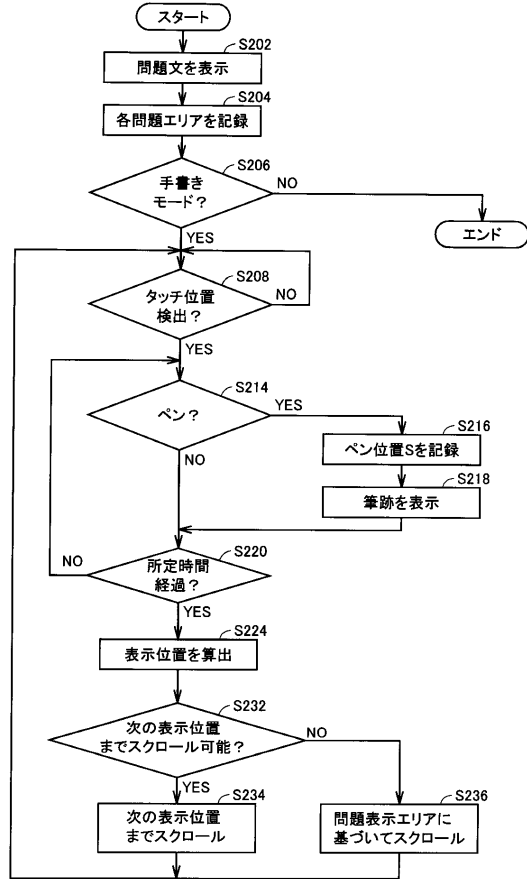 スタート
S202
問題文を表示
S204
各問題エリアを記録
S206
手書き
モード？
NO
YES
エンド
S208
タッチ位置
検出？
NO
YES
S214
ペン？
YES
NO
S216
ペン位置Sを記録
S218
筆跡を表示
S220
所定時間
経過？
NO
YES
S224
表示位置を算出
S232
次の表示位置
までスクロール可能？
NO
YES
S234
次の表示位置
までスクロール
S236
問題表示エリアに
基づいてスクロール